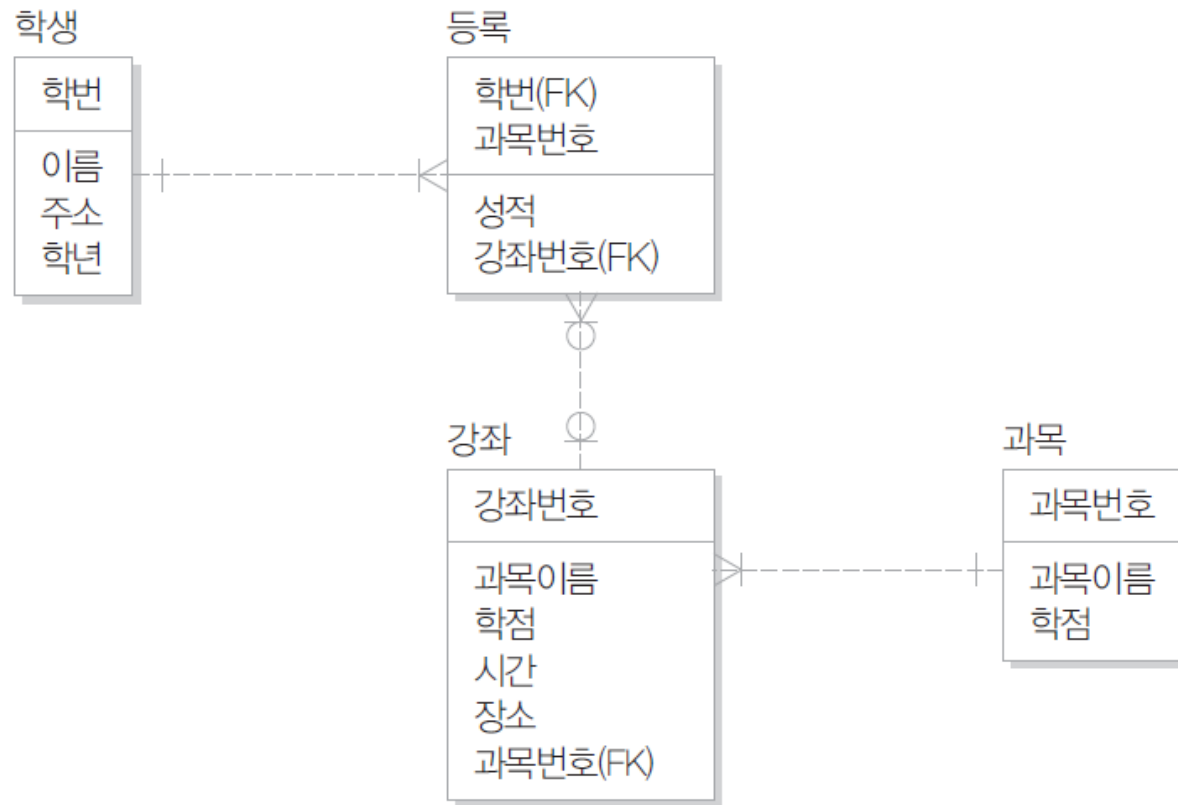 학생
학번
이름
주소
학년
등록
학번(FK)
과목번호
성적
강좌번호(FK)
강좌
강좌번호
과목이름
학점
시간
장소
과목번호(FK)
과목
과목번호
과목이름
학점